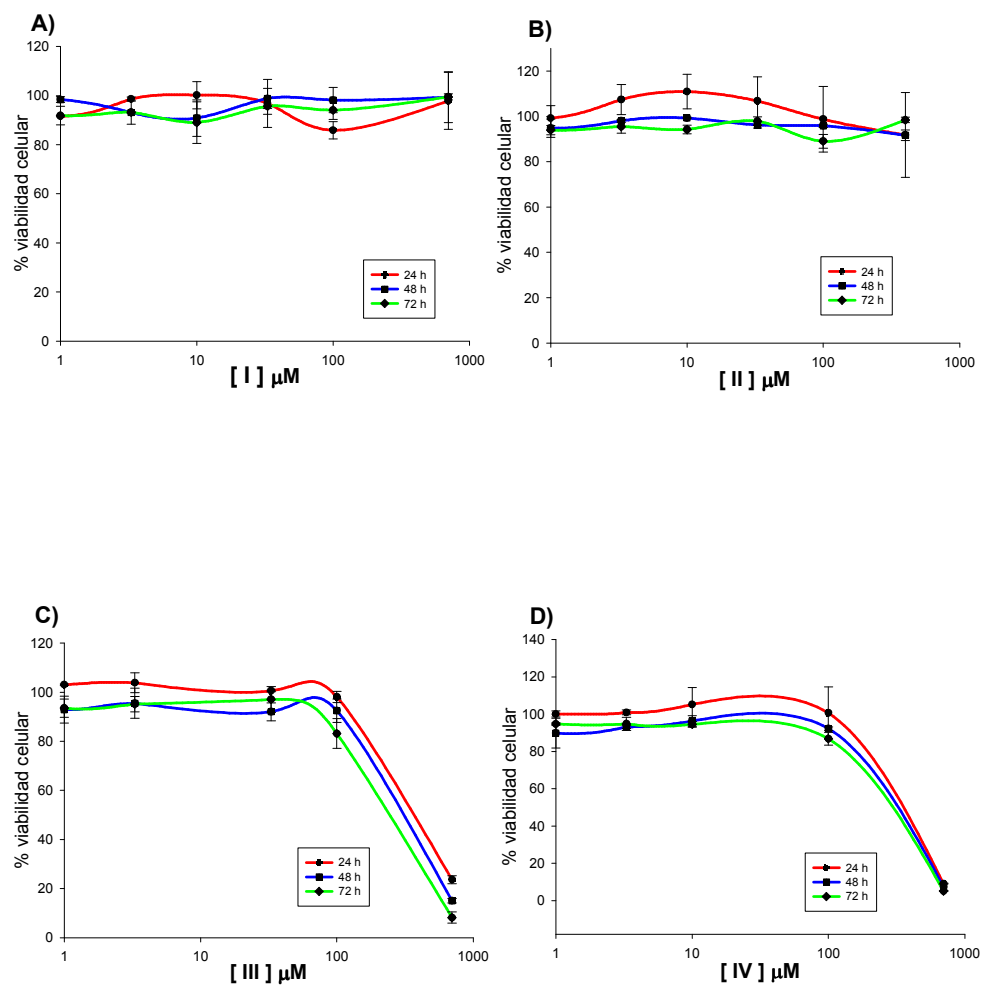 A)
120
100
80
60
40
20
0
% viabilidad celular
24 h
48 h
72 h
1
10
100
1000
[ I ] μM
B)
120
100
80
60
40
20
0
% viabilidad celular
24 h
48 h
72 h
1
10
100
1000
[ II ] μM
C)
120
100
80
60
40
20
0
% viabilidad celular
24 h
48 h
72 h
1
10
100
1000
[ III ] μM
D)
140
120
100
80
60
40
20
0
% viabilidad celular
24 h
48 h
72 h
1
10
100
1000
[ IV ] μM